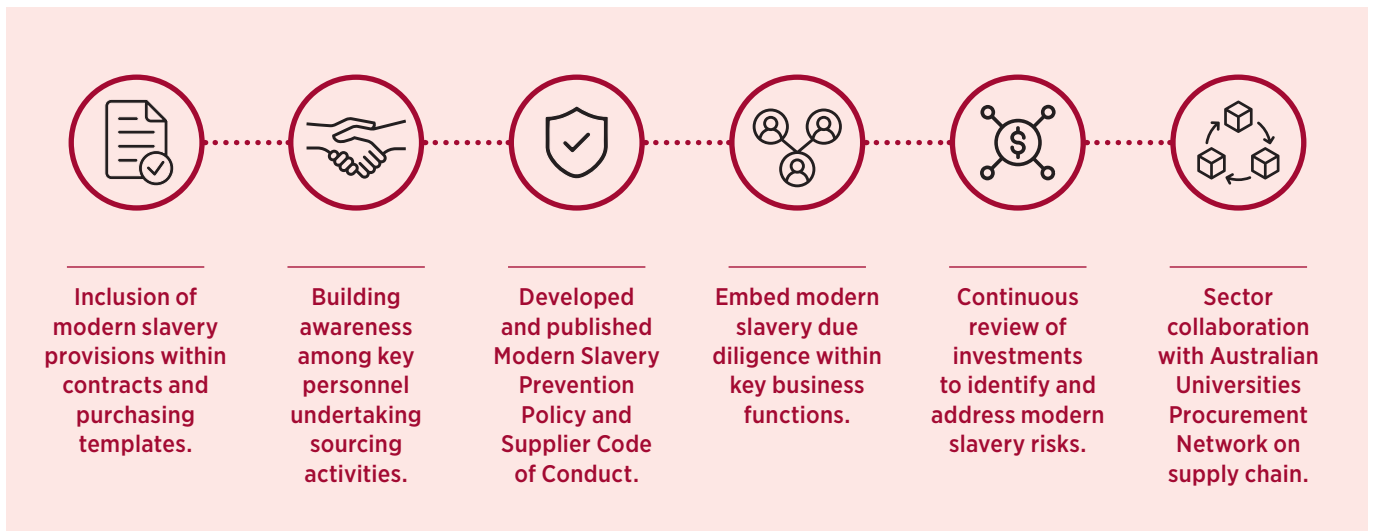 Inclusion of
modern slavery
provisions within
contracts and
purchasing
templates.
Building
awareness
among key
personnel
undertaking
sourcing
activities.
Developed
and published
Modern Slavery
Prevention
Policy and
Supplier Code
of Conduct.
Embed modern
slavery due
diligence within
key business
functions.
Continuous
review of
investments
to identify and
address modern
slavery risks.
Sector
collaboration
with Australian
Universities
Procurement
Network on
supply chain.